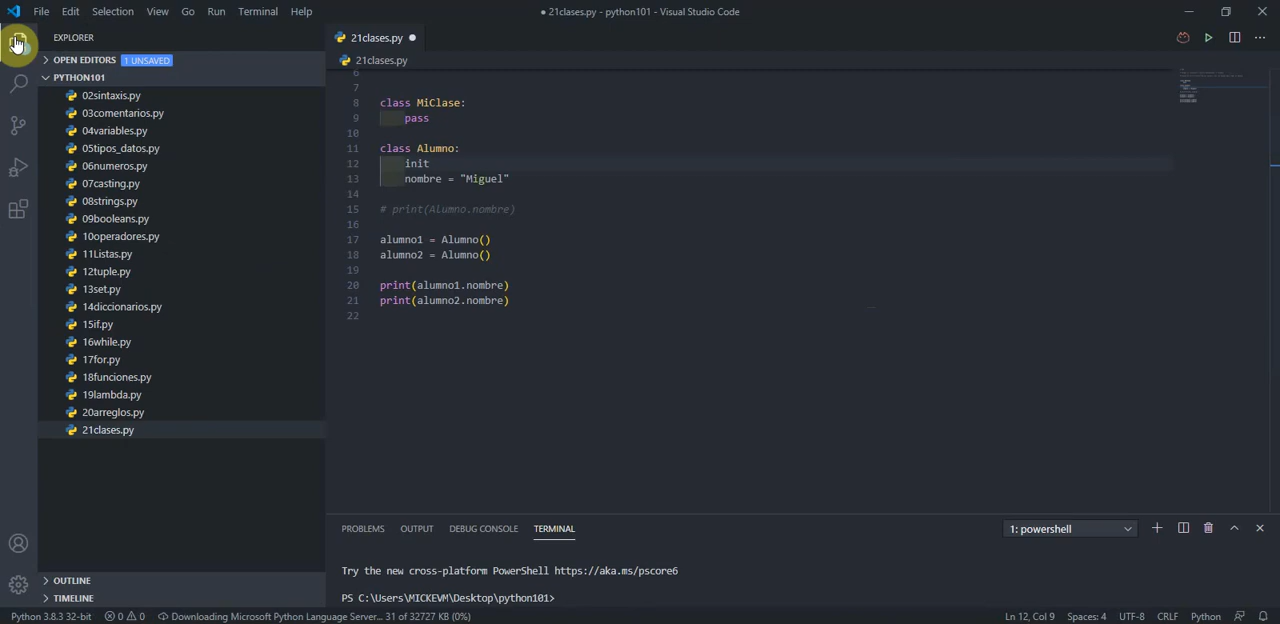 File Edit Selection View Go Run Terminal Help
● 21clases.py - python101 - Visual Studio Code
EXPLORER
OPEN EDITORS 1 UNSAVED
PYTHON101
02sintaxis.py
03comentarios.py
04variables.py
05tipos_datos.py
06numeros.py
07casting.py
08strings.py
09booleans.py
10operadores.py
11Listas.py
12tuple.py
13set.py
14diccionarios.py
15if.py
16while.py
17for.py
18funciones.py
19lambda.py
20arreglos.py
21clases.py
OUTLINE
TIMELINE
21clases.py
21clases.py
6
7
8 class MiClase:
9 pass
10
11 class Alumno:
12 init
13 nombre = "Miguel"
14
15 # print(Alumno.nombre)
16
17 alumno1 = Alumno()
18 alumno2 = Alumno()
19
20 print(alumno1.nombre)
21 print(alumno2.nombre)
22
PROBLEMS OUTPUT DEBUG CONSOLE TERMINAL
1: powershell
Try the new cross-platform PowerShell https://aka.ms/pscore6
PS C:\Users\MICKEVM\Desktop\python101>
Python 3.8.3 32-bit 0 0 Downloading Microsoft Python Language Server... 31 of 32727 KB (0%)
Ln 12, Col 9 Spaces: 4 UTF-8 CRLF Python